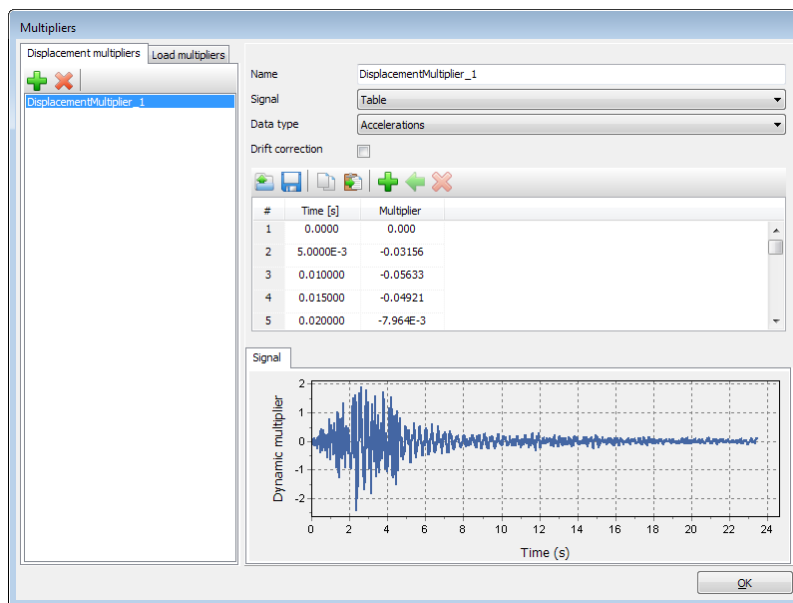 Multipliers
Displacement multipliers
Load multipliers
DisplacementMultiplier_1
Name
DisplacementMultiplier_1
Signal
Table
Data type
Accelerations
Drift correction
# Time [s] Multiplier
1 0.0000 0.000
2 5.0000E-3 -0.03156
3 0.010000 -0.05633
4 0.015000 -0.04921
5 0.020000 -7.964E-3
Signal
Dynamic multiplier
2
1
0
-1
-2
0 2 4 6 8 10 12 14 16 18 20 22 24
Time (s)
OK